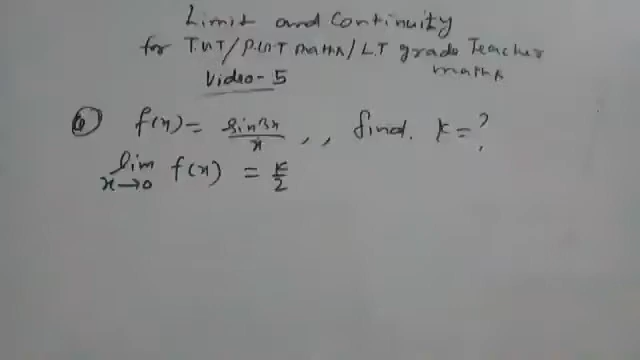 Limit and Continuity
for T.G.T/P.G.T maths/L.T grade Teacher
maths
Video-5
Q f(x) = sin3x/x , , find. K = ?
lim x→0 f(x) = K/2